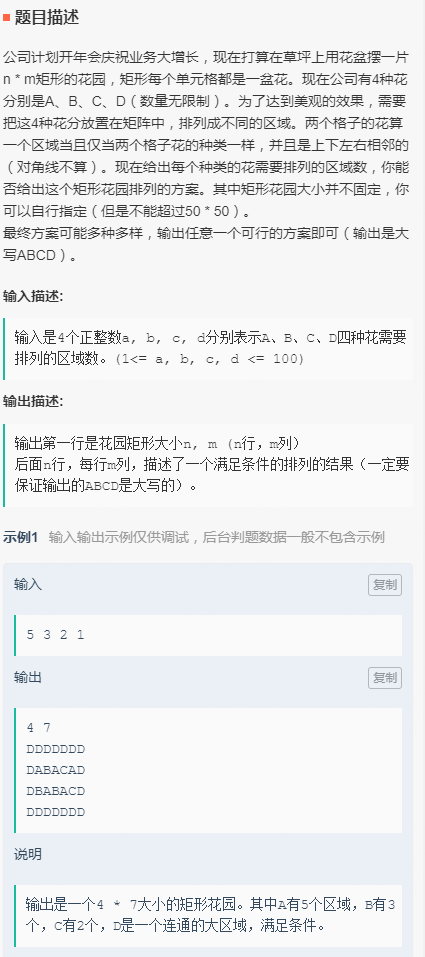 题目描述
公司计划开年会庆祝业务大增长，现在打算在草坪上用花盆摆一片
n * m矩形的花园，矩形每个单元格都是一盆花。现在公司有4种花
分别是A、B、C、D（数量无限制）。为了达到美观的效果，需要
把这4种花分放置在矩阵中，排列成不同的区域。两个格子的花算
一个区域当且仅当两个格子花的种类一样，并且是上下左右相邻的
（对角线不算）。现在给出每个种类的花需要排列的区域数，你能
否给出这个矩形花园排列的方案。其中矩形花园大小并不固定，你
可以自行指定（但是不能超过50 * 50）。
最终方案可能多种多样，输出任意一个可行的方案即可（输出是大
写ABCD）。
输入描述:
输入是4个正整数a, b, c, d分别表示A、B、C、D四种花需要
排列的区域数。(1<= a, b, c, d <= 100)
输出描述:
输出第一行是花园矩形大小n, m (n行，m列)
后面n行，每行m列，描述了一个满足条件的排列的结果（一定要
保证输出的ABCD是大写的）。
示例1 输入输出示例仅供调试，后台判题数据一般不包含示例
输入 复制
5 3 2 1
输出 复制
4 7
DDDDDDD
DABACAD
DBABACD
DDDDDDD
说明
输出是一个4 * 7大小的矩形花园。其中A有5个区域，B有3
个，C有2个，D是一个连通的大区域，满足条件。